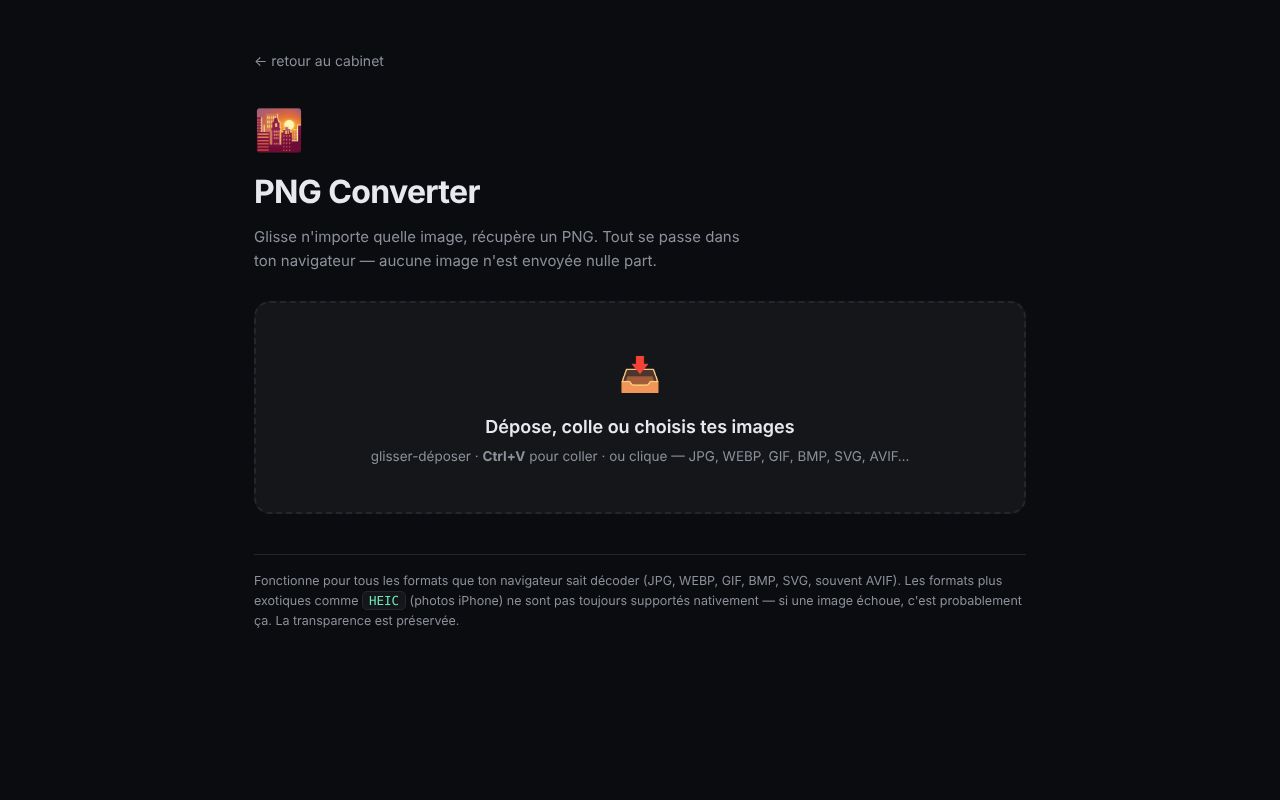 ← retour au cabinet
PNG Converter
Glisse n'importe quelle image, récupère un PNG. Tout se passe dans
ton navigateur — aucune image n'est envoyée nulle part.
Dépose, colle ou choisis tes images
glisser-déposer · Ctrl+V pour coller · ou clique — JPG, WEBP, GIF, BMP, SVG, AVIF…
Fonctionne pour tous les formats que ton navigateur sait décoder (JPG, WEBP, GIF, BMP, SVG, souvent AVIF). Les formats plus
exotiques comme HEIC (photos iPhone) ne sont pas toujours supportés nativement — si une image échoue, c'est probablement
ça. La transparence est préservée.